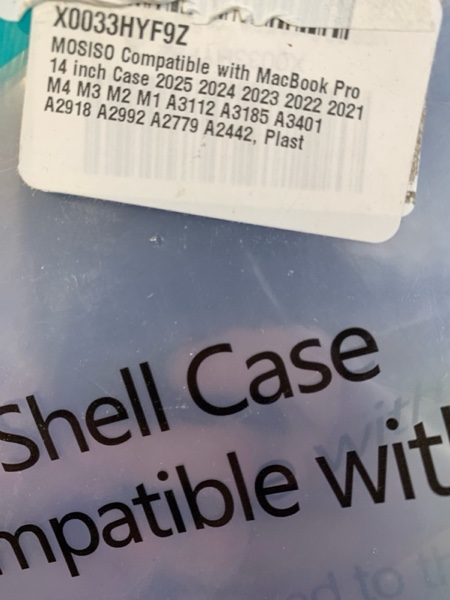 X0033HYF9Z
MOSISO Compatible with MacBook Pro
14 inch Case 2025 2024 2023 2022 2021
M4 M3 M2 M1 A3112 A3185 A3401
A2918 A2992 A2779 A2442, Plast
Shell Case
mpatible with